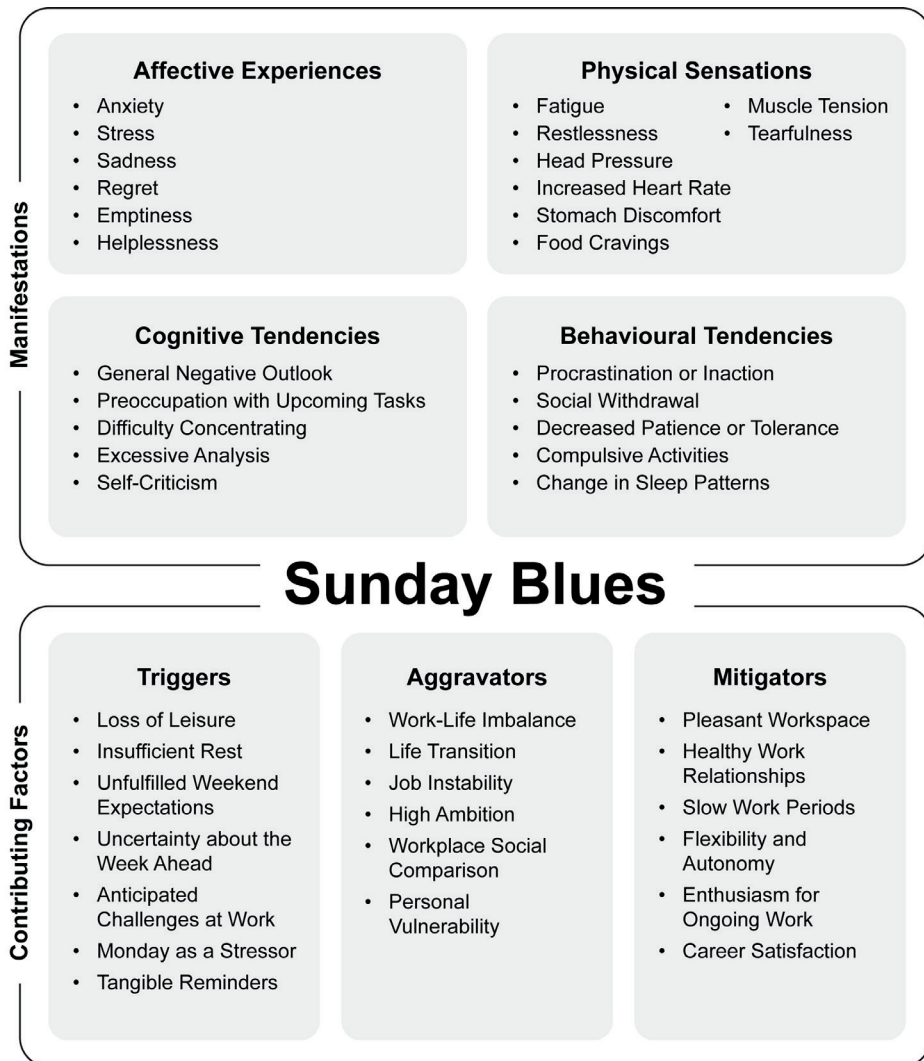 Manifestations
Affective Experiences
• Anxiety
• Stress
• Sadness
• Regret
• Emptiness
• Helplessness
Physical Sensations
• Fatigue
• Restlessness
• Head Pressure
• Increased Heart Rate
• Stomach Discomfort
• Food Cravings
• Muscle Tension
• Tearfulness
Cognitive Tendencies
• General Negative Outlook
• Preoccupation with Upcoming Tasks
• Difficulty Concentrating
• Excessive Analysis
• Self-Criticism
Behavioural Tendencies
• Procrastination or Inaction
• Social Withdrawal
• Decreased Patience or Tolerance
• Compulsive Activities
• Change in Sleep Patterns
Sunday Blues
Contributing Factors
Triggers
• Loss of Leisure
• Insufficient Rest
• Unfulfilled Weekend
Expectations
• Uncertainty about the
Week Ahead
• Anticipated
Challenges at Work
• Monday as a Stressor
• Tangible Reminders
Aggravators
• Work-Life Imbalance
• Life Transition
• Job Instability
• High Ambition
• Workplace Social
Comparison
• Personal
Vulnerability
Mitigators
• Pleasant Workspace
• Healthy Work
Relationships
• Slow Work Periods
• Flexibility and
Autonomy
• Enthusiasm for
Ongoing Work
• Career Satisfaction